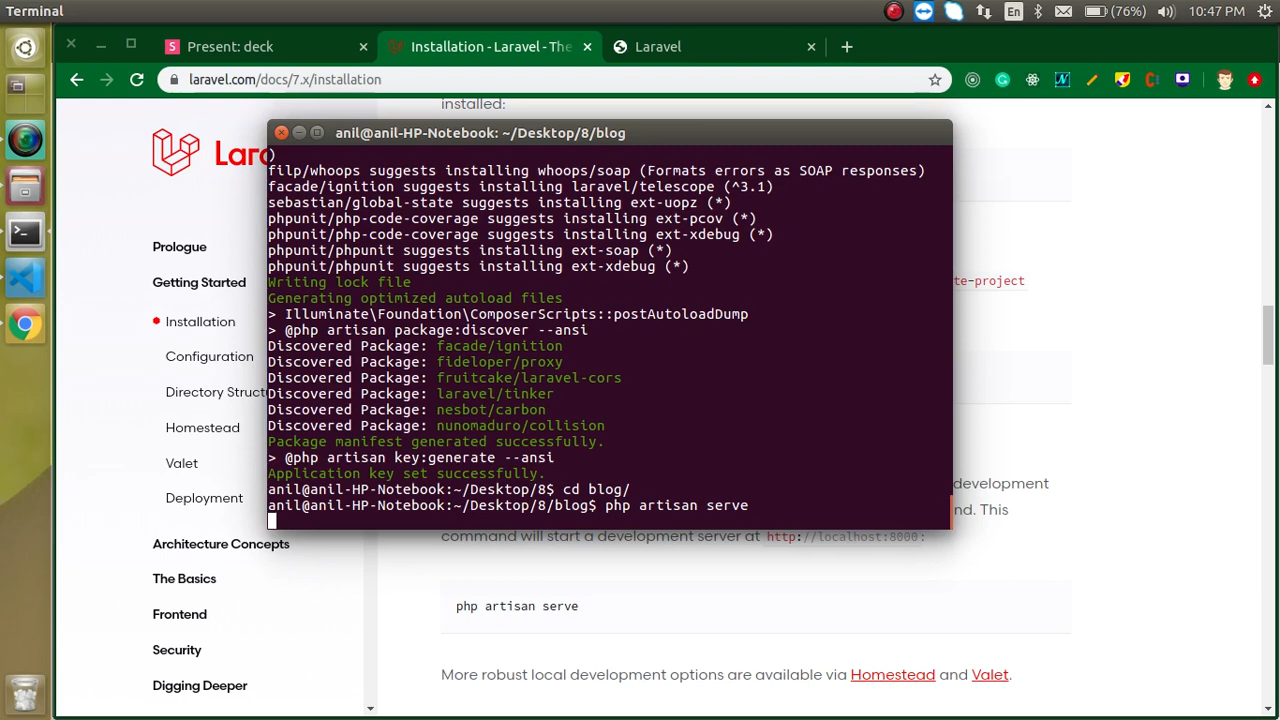 Terminal
En
(76%)
10:47 PM
Present: deck
Installation - Laravel - The
Laravel
laravel.com/docs/7.x/installation
installed:
Lara
Prologue
Getting Started
Installation
Configuration
Directory Struct
Homestead
Valet
Deployment
Architecture Concepts
The Basics
Frontend
Security
Digging Deeper
anil@anil-HP-Notebook: ~/Desktop/8/blog
)
filp/whoops suggests installing whoops/soap (Formats errors as SOAP responses)
facade/ignition suggests installing laravel/telescope (^3.1)
sebastian/global-state suggests installing ext-uopz (*)
phpunit/php-code-coverage suggests installing ext-pcov (*)
phpunit/php-code-coverage suggests installing ext-xdebug (*)
phpunit/phpunit suggests installing ext-soap (*)
phpunit/phpunit suggests installing ext-xdebug (*)
Writing lock file
Generating optimized autoload files
> Illuminate\Foundation\ComposerScripts::postAutoloadDump
> @php artisan package:discover --ansi
Discovered Package: facade/ignition
Discovered Package: fideloper/proxy
Discovered Package: fruitcake/laravel-cors
Discovered Package: laravel/tinker
Discovered Package: nesbot/carbon
Discovered Package: nunomaduro/collision
Package manifest generated successfully.
> @php artisan key:generate --ansi
Application key set successfully.
anil@anil-HP-Notebook:~/Desktop/8$ cd blog/
anil@anil-HP-Notebook:~/Desktop/8/blog$ php artisan serve
te-project
development
nd. This
command will start a development server at http://localhost:8000:
php artisan serve
More robust local development options are available via Homestead and Valet.